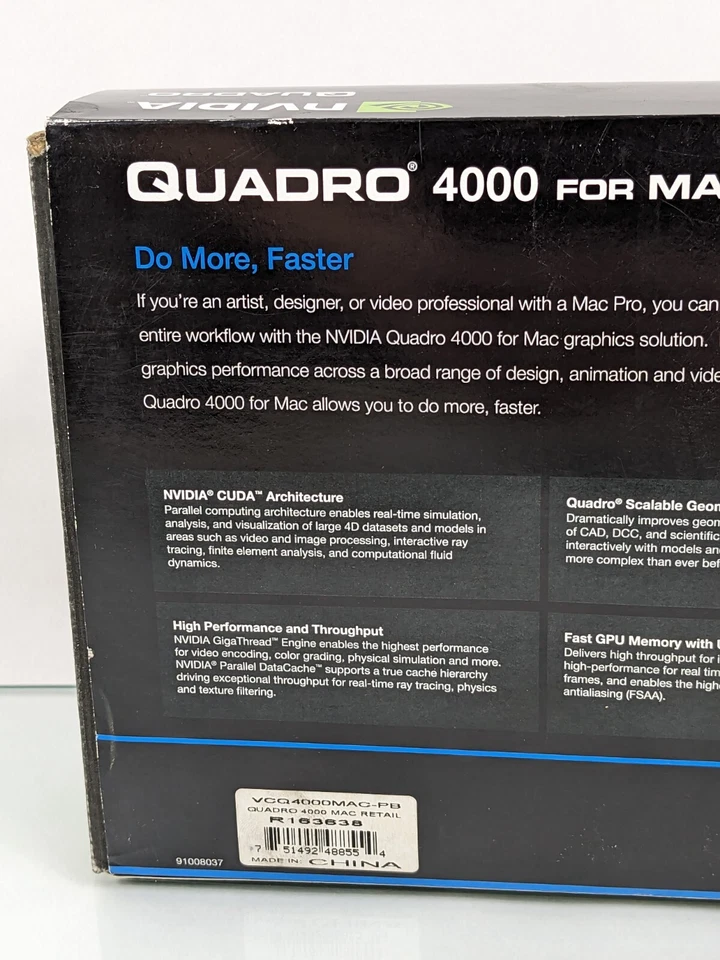 QUADRO
NVIDIA
QUADRO® 4000 FOR MA
Do More, Faster
If you're an artist, designer, or video professional with a Mac Pro, you can
entire workflow with the NVIDIA Quadro 4000 for Mac graphics solution.
graphics performance across a broad range of design, animation and vide
Quadro 4000 for Mac allows you to do more, faster.
NVIDIA® CUDA™ Architecture
Parallel computing architecture enables real-time simulation,
analysis, and visualization of large 4D datasets and models in
areas such as video and image processing, interactive ray
tracing, finite element analysis, and computational fluid
dynamics.
Quadro® Scalable Geom
Dramatically improves geom
of CAD, DCC, and scientific
interactively with models an
more complex than ever bef
High Performance and Throughput
NVIDIA GigaThread™ Engine enables the highest performance
for video encoding, color grading, physical simulation and more.
NVIDIA® Parallel DataCache™ supports a true cache hierarchy
driving exceptional throughput for real-time ray tracing, physics
and texture filtering.
Fast GPU Memory with U
Delivers high throughput for i
high-performance for real tim
frames, and enables the highe
antialiasing (FSAA).
VCQ4000MAC-PB
QUADRO 4000 MAC RETAIL
R163638
7 51492 48855 4
MADE IN: CHINA
91008037